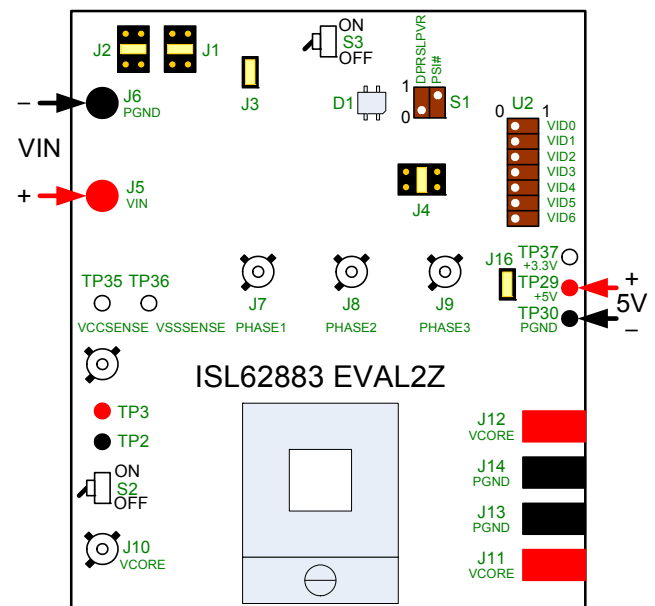 ON
S3
OFF
J2
J1
J3
D1
1
0
DPRSLPVR
PSI#
S1
U2
0
1
VID0
VID1
VID2
VID3
VID4
VID5
VID6
–
J6
PGND
VIN
+
J5
VIN
J4
TP37
+3.3V
J16
TP29
+5V
TP30
PGND
+
5V
–
TP35
TP36
VCCSENSE
VSSSENSE
J7
PHASE1
J8
PHASE2
J9
PHASE3
ISL62883 EVAL2Z
TP3
TP2
ON
S2
OFF
J10
VCORE
J12
VCORE
J14
PGND
J13
PGND
J11
VCORE